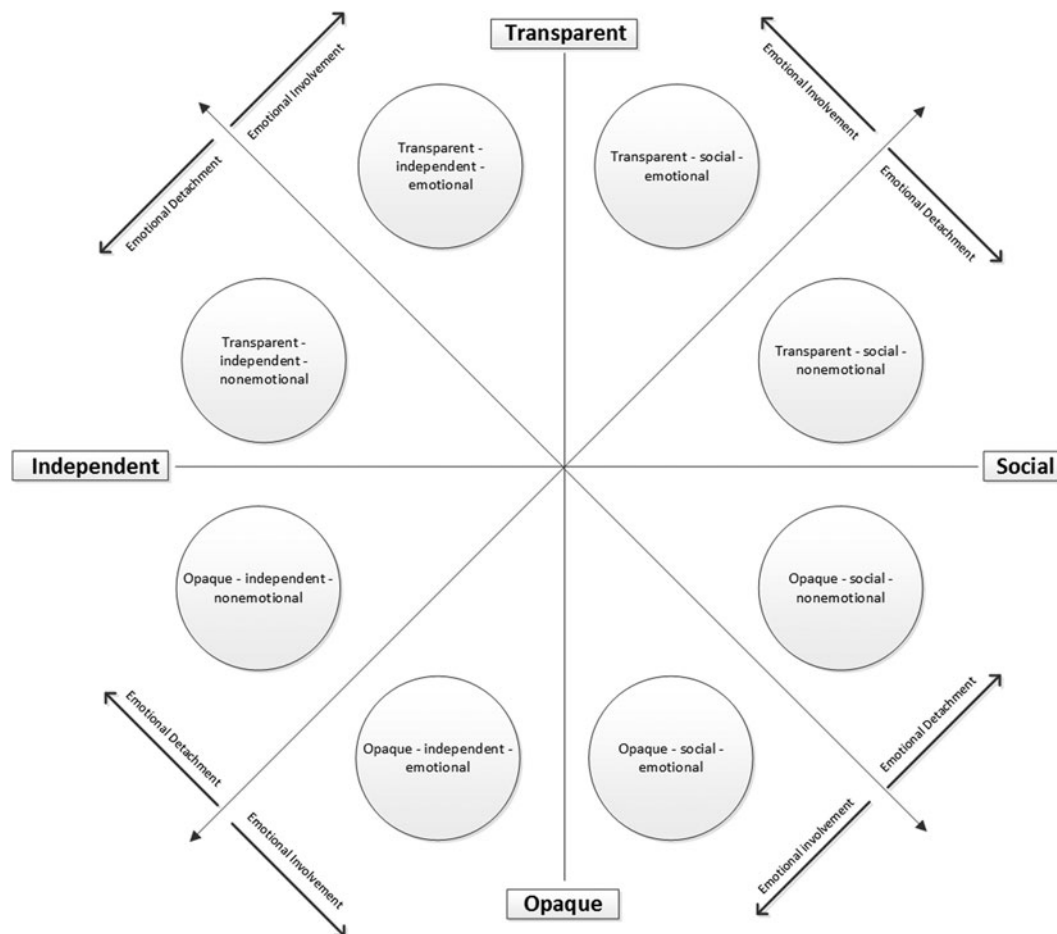 Transparent
Emotional Involvement
Emotional Detachment
Emotional Involvement
Emotional Detachment
Transparent -
independent -
emotional
Transparent - social -
emotional
Transparent -
independent -
nonemotional
Transparent - social -
nonemotional
Independent
Social
Opaque - independent -
nonemotional
Opaque - social -
nonemotional
Emotional Detachment
Emotional Involvement
Opaque - independent -
emotional
Opaque - social -
emotional
Emotional Detachment
Emotional involvement
Opaque